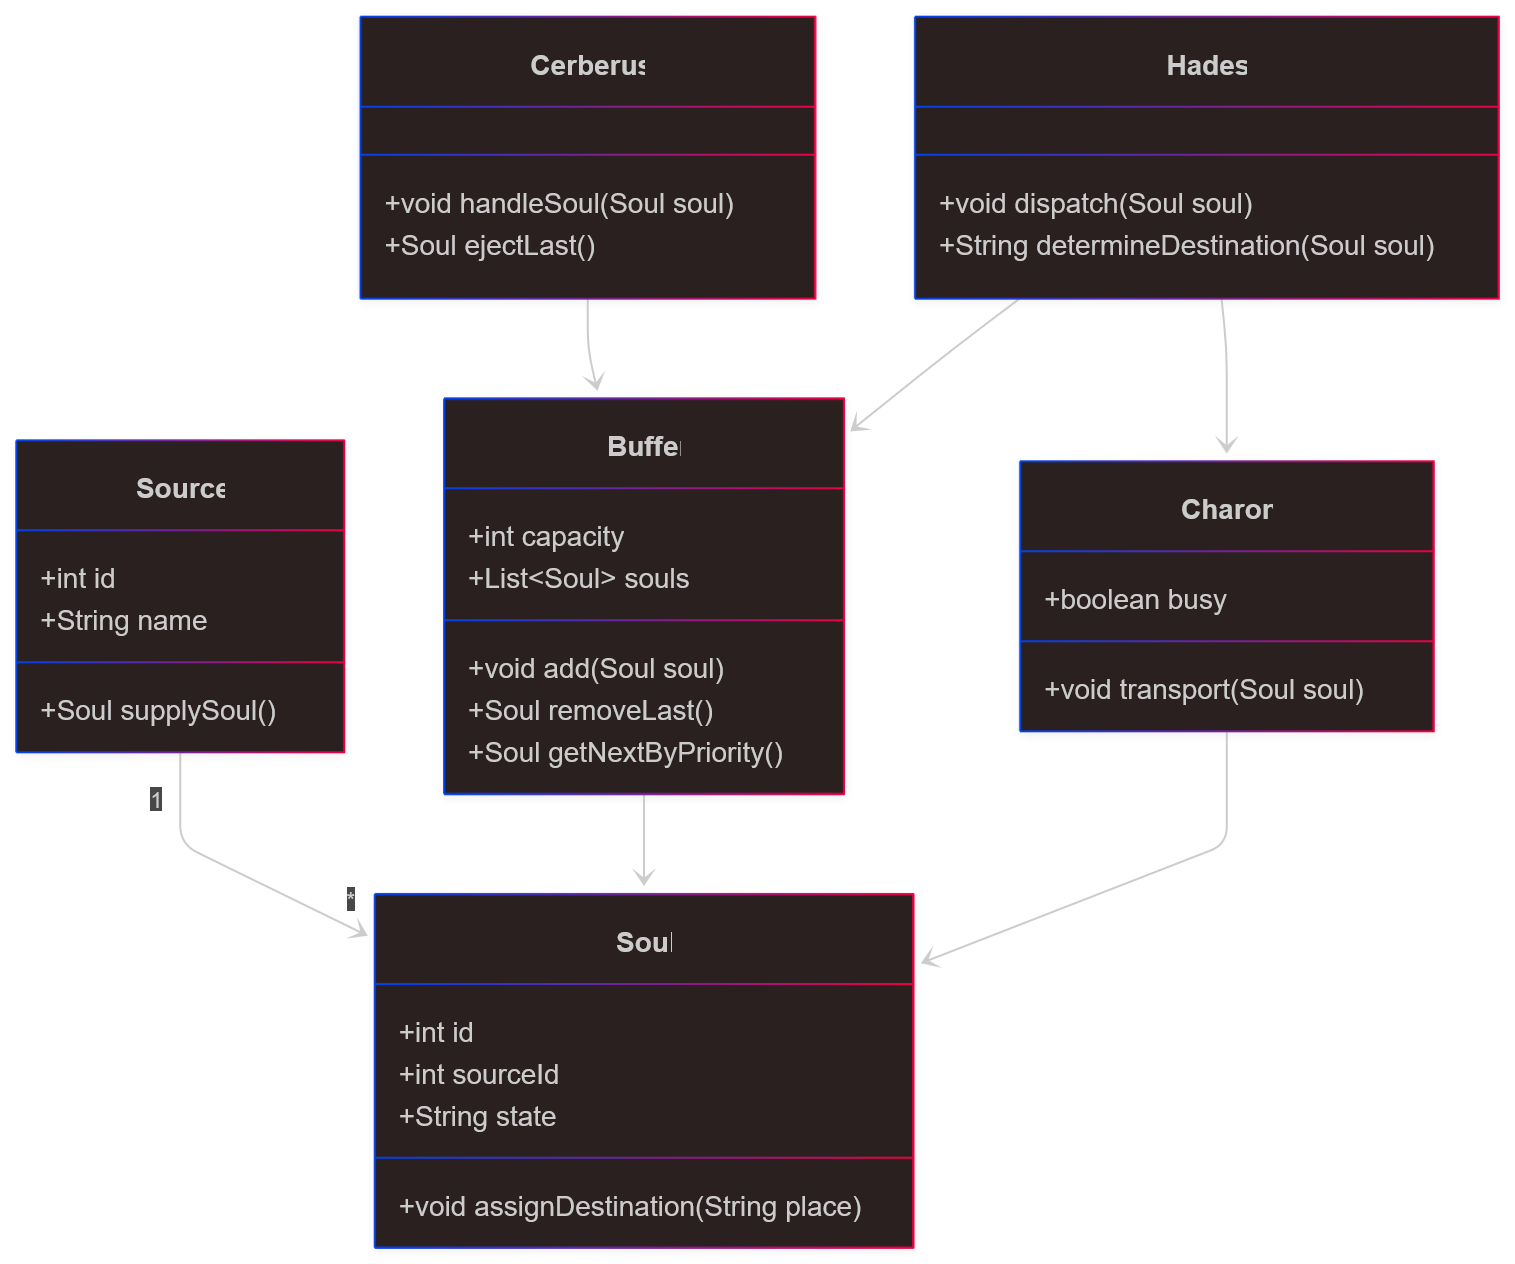 Cerberus
+void handleSoul(Soul soul)
+Soul ejectLast()
Hades
+void dispatch(Soul soul)
+String determineDestination(Soul soul)
Source
+int id
+String name
+Soul supplySoul()
Buffer
+int capacity
+List<Soul> souls
+void add(Soul soul)
+Soul removeLast()
+Soul getNextByPriority()
Charon
+boolean busy
+void transport(Soul soul)
1
*
Soul
+int id
+int sourceId
+String state
+void assignDestination(String place)